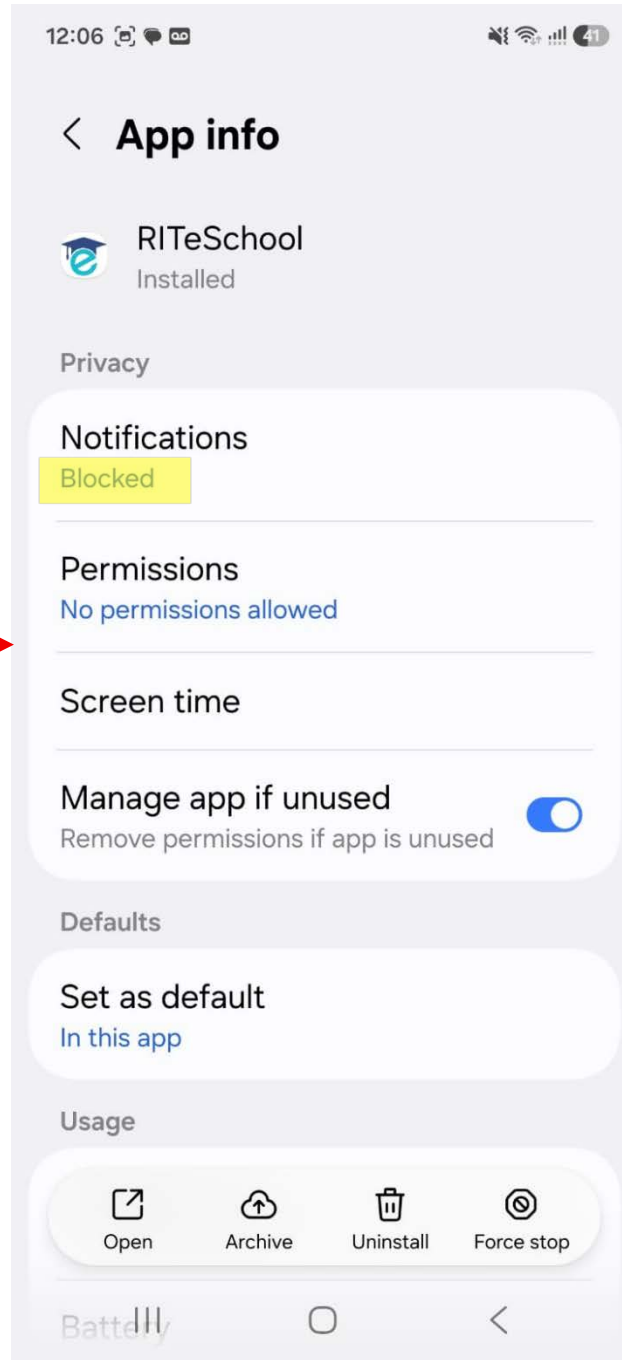 12:06
41
App info
RITeSchool
Installed
Privacy
Notifications
Blocked
Permissions
No permissions allowed
Screen time
Manage app if unused
Remove permissions if app is unused
Defaults
Set as default
In this app
Usage
Open Archive Uninstall Force stop
Battery